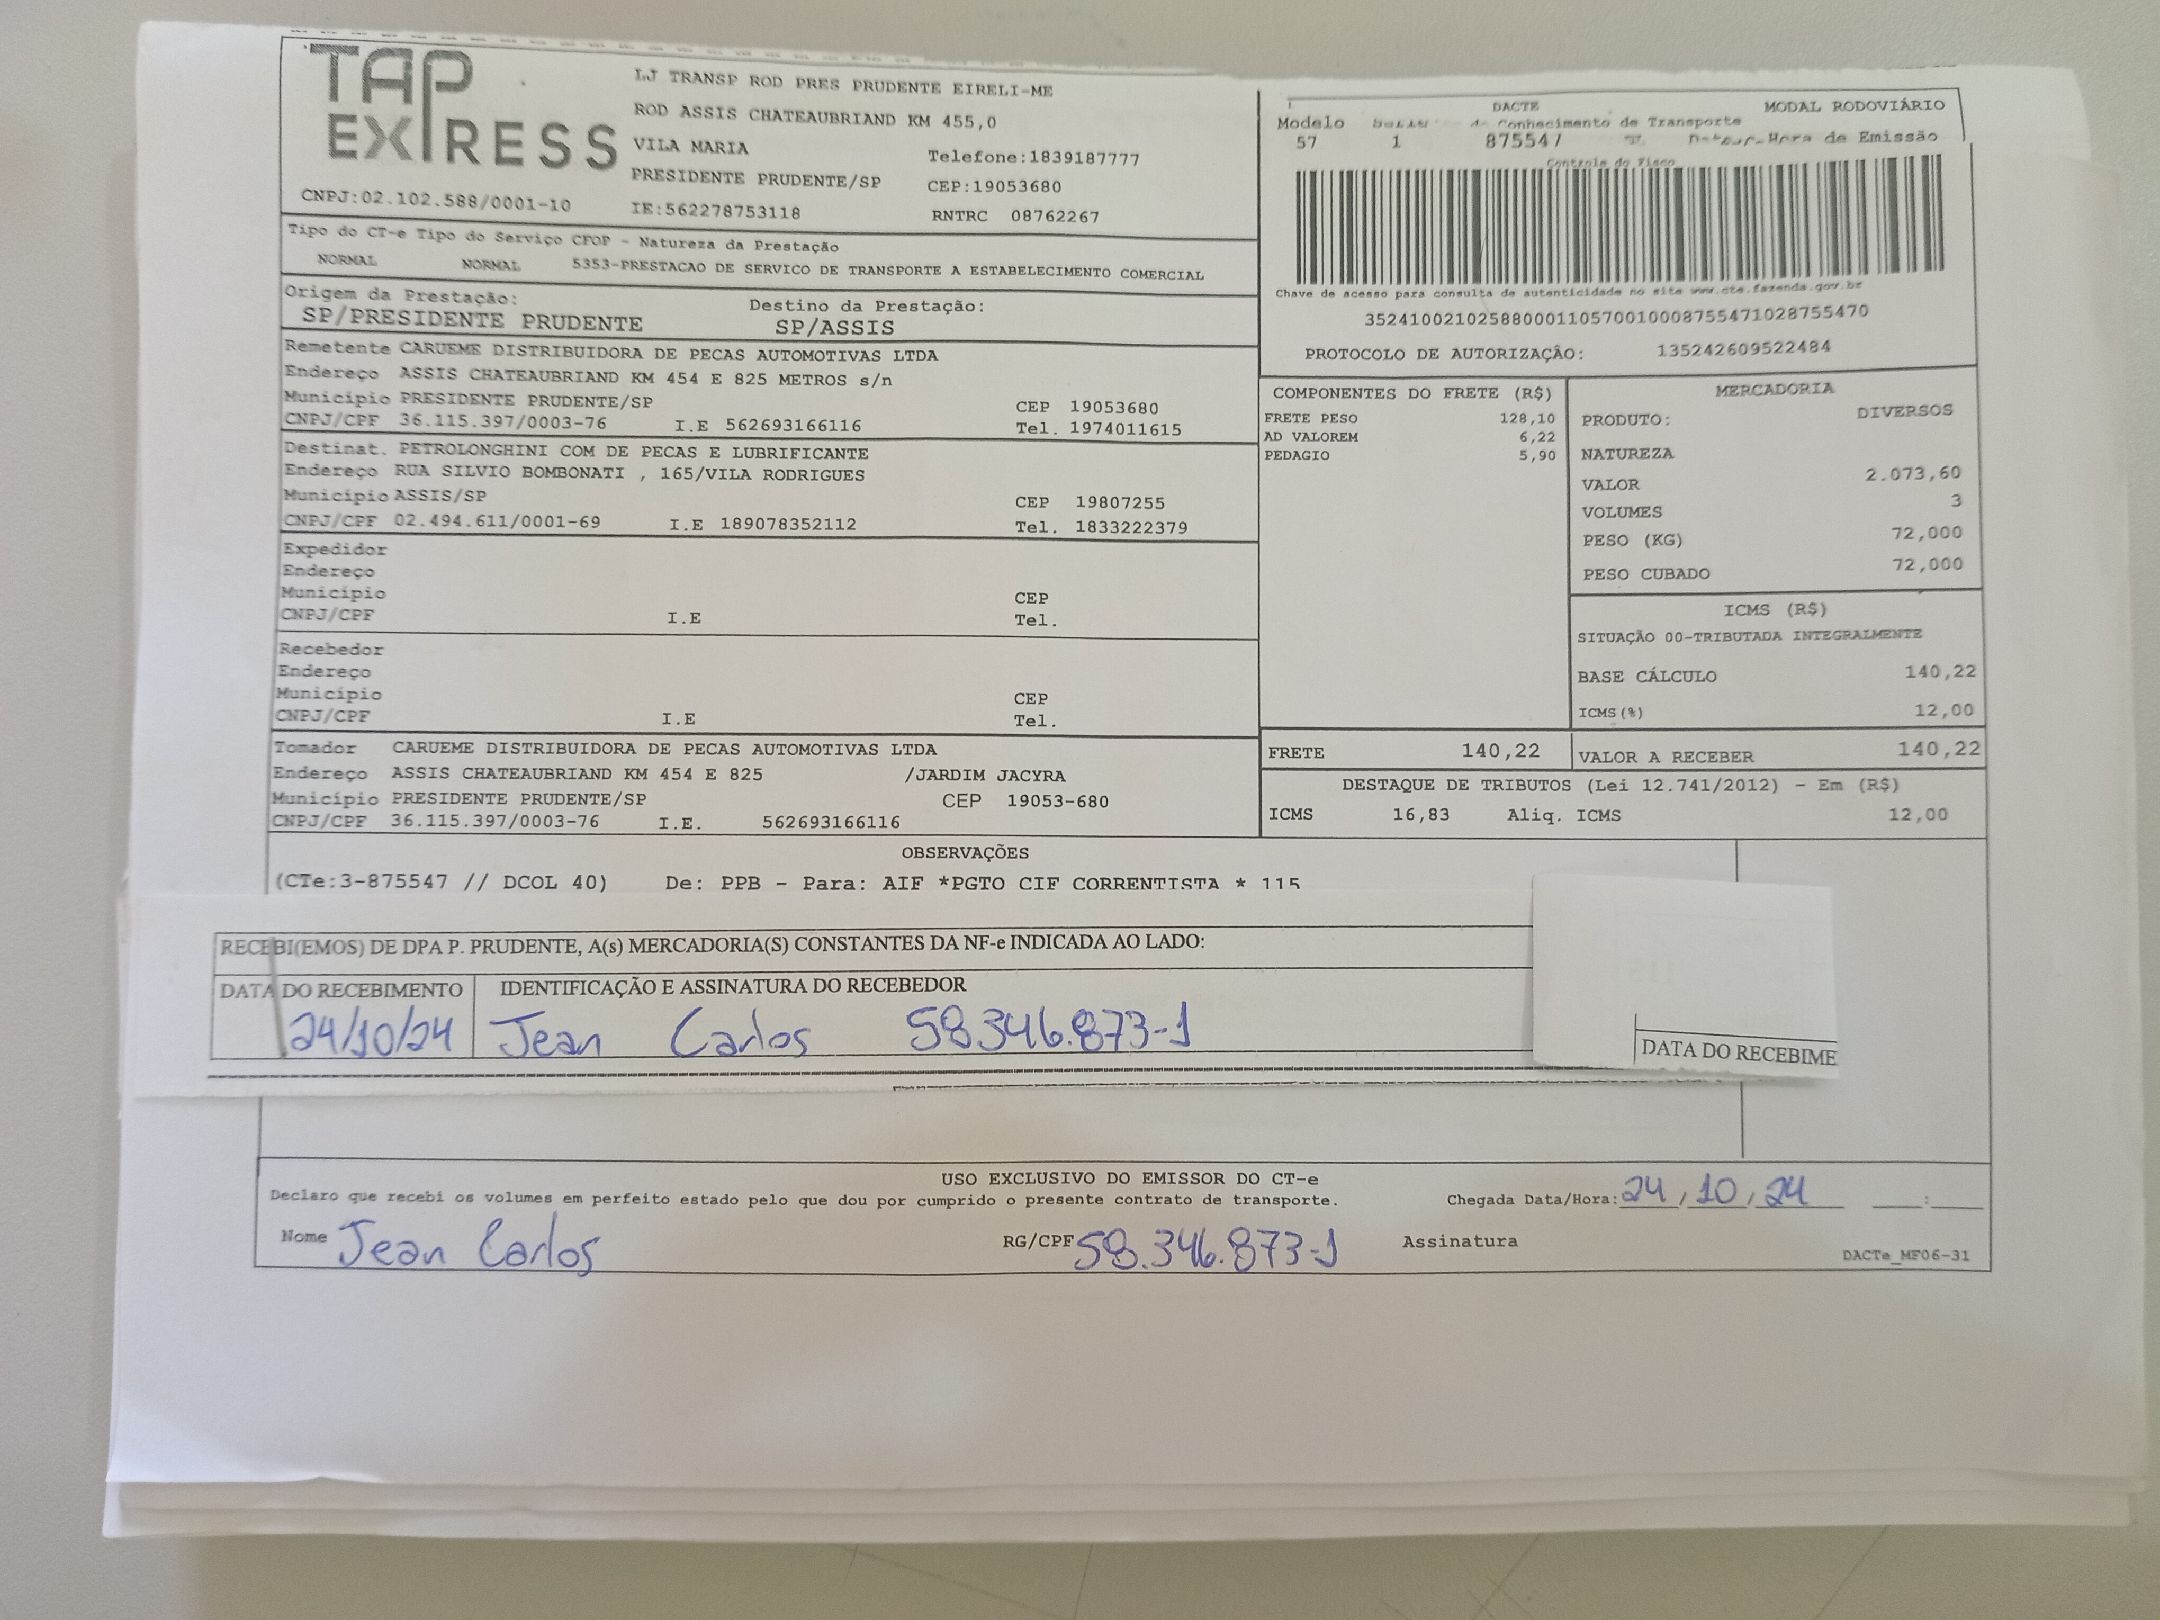 TAP EXPRESS
LJ TRANSP ROD PRES PRUDENTE EIRELI-ME
ROD ASSIS CHATEAUBRIAND KM 455,0
VILA MARIA Telefone:1839187777
PRESIDENTE PRUDENTE/SP CEP:19053680
CNPJ:02.102.588/0001-10 IE:562278753118 RNTRC 08762267
Tipo do CT-e Tipo do Serviço CFOP - Natureza da Prestação
NORMAL NORMAL 5353-PRESTACAO DE SERVICO DE TRANSPORTE A ESTABELECIMENTO COMERCIAL
Origem da Prestação: Destino da Prestação:
SP/PRESIDENTE PRUDENTE SP/ASSIS
Remetente CARUEME DISTRIBUIDORA DE PECAS AUTOMOTIVAS LTDA
Endereço ASSIS CHATEAUBRIAND KM 454 E 825 METROS s/n
Município PRESIDENTE PRUDENTE/SP CEP 19053680
CNPJ/CPF 36.115.397/0003-76 I.E 562693166116 Tel. 1974011615
Destinat. PETROLONGHINI COM DE PECAS E LUBRIFICANTE
Endereço RUA SILVIO BOMBONATI , 165/VILA RODRIGUES
Município ASSIS/SP CEP 19807255
CNPJ/CPF 02.494.611/0001-69 I.E 189078352112 Tel. 1833222379
Expedidor
Endereço
Município CEP
CNPJ/CPF I.E Tel.
Recebedor
Endereço
Município CEP
CNPJ/CPF I.E Tel.
Tomador CARUEME DISTRIBUIDORA DE PECAS AUTOMOTIVAS LTDA
Endereço ASSIS CHATEAUBRIAND KM 454 E 825 /JARDIM JACYRA
Município PRESIDENTE PRUDENTE/SP CEP 19053-680
CNPJ/CPF 36.115.397/0003-76 I.E. 562693166116
DACTE MODAL RODOVIÁRIO
Modelo Conhecimento de Transporte
57 1 875547 Hora de Emissão
Controle do Fisco
Chave de acesso para consulta de autenticidade no site www.cte.fazenda.gov.br
35241002102588000110570010008755471028755470
PROTOCOLO DE AUTORIZAÇÃO: 135242609522484
COMPONENTES DO FRETE (R$)
FRETE PESO 128,10
AD VALOREM 6,22
PEDAGIO 5,90
MERCADORIA
PRODUTO: DIVERSOS
NATUREZA
VALOR 2.073,60
VOLUMES 3
PESO (KG) 72,000
PESO CUBADO 72,000
ICMS (R$)
SITUAÇÃO 00-TRIBUTADA INTEGRALMENTE
BASE CÁLCULO 140,22
ICMS(%) 12,00
FRETE 140,22 VALOR A RECEBER 140,22
DESTAQUE DE TRIBUTOS (Lei 12.741/2012) - Em (R$)
ICMS 16,83 Aliq. ICMS 12,00
OBSERVAÇÕES
(CTe:3-875547 // DCOL 40) De: PPB - Para: AIF *PGTO CIF CORRENTISTA * 115
RECEBI(EMOS) DE DPA P. PRUDENTE, A(s) MERCADORIA(S) CONSTANTES DA NF-e INDICADA AO LADO:
DATA DO RECEBIMENTO IDENTIFICAÇÃO E ASSINATURA DO RECEBEDOR
24/10/24 Jean Carlos 58.346.873-1
DATA DO RECEBIME
USO EXCLUSIVO DO EMISSOR DO CT-e
Declaro que recebi os volumes em perfeito estado pelo que dou por cumprido o presente contrato de transporte. Chegada Data/Hora: 24/10/24 :
Nome Jean Carlos RG/CPF 58.346.873-1 Assinatura
DACTe_MF06-31